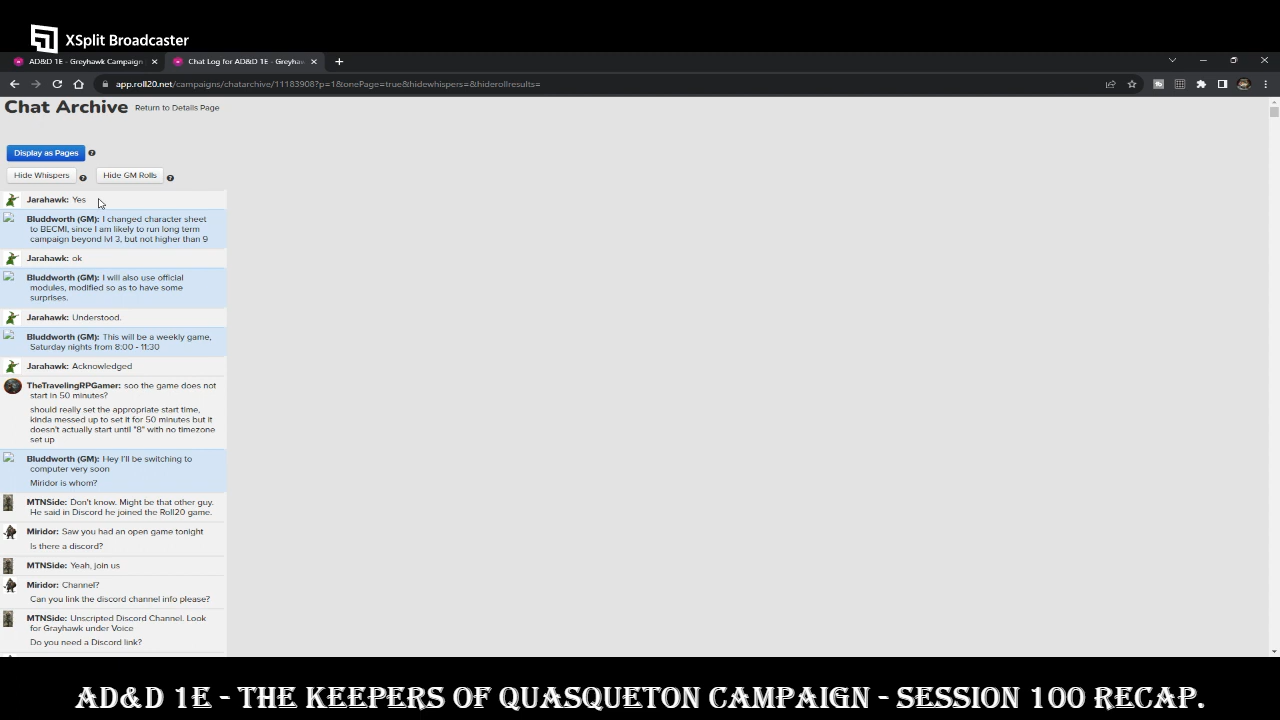 XSplit Broadcaster
AD&D 1E - Greyhawk Campaign
Chat Log for AD&D 1E - Greyhaw
app.roll20.net/campaigns/chatarchive/11183908?p=1&onePage=true&hidewhispers=&hiderollresults=
Chat Archive Return to Details Page
Display as Pages
Hide Whispers Hide GM Rolls
Jarahawk: Yes
Bluddworth (GM): I changed character sheet
to BECMI, since I am likely to run long term
campaign beyond lvl 3, but not higher than 9
Jarahawk: ok
Bluddworth (GM): I will also use official
modules, modified so as to have some
surprises.
Jarahawk: Understood.
Bluddworth (GM): This will be a weekly game,
Saturday nights from 8:00 - 11:30
Jarahawk: Acknowledged
TheTravelingRPGamer: soo the game does not
start in 50 minutes?
should really set the appropriate start time,
kinda messed up to set it for 50 minutes but it
doesn't actually start until "8" with no timezone
set up
Bluddworth (GM): Hey I'll be switching to
computer very soon
Miridor is whom?
MTNSide: Don't know. Might be that other guy.
He said in Discord he joined the Roll20 game.
Miridor: Saw you had an open game tonight
Is there a discord?
MTNSide: Yeah, join us
Miridor: Channel?
Can you link the discord channel info please?
MTNSide: Unscripted Discord Channel. Look
for Grayhawk under Voice
Do you need a Discord link?
AD&D 1E - THE KEEPERS OF QUASQUETON CAMPAIGN - SESSION 100 RECAP.